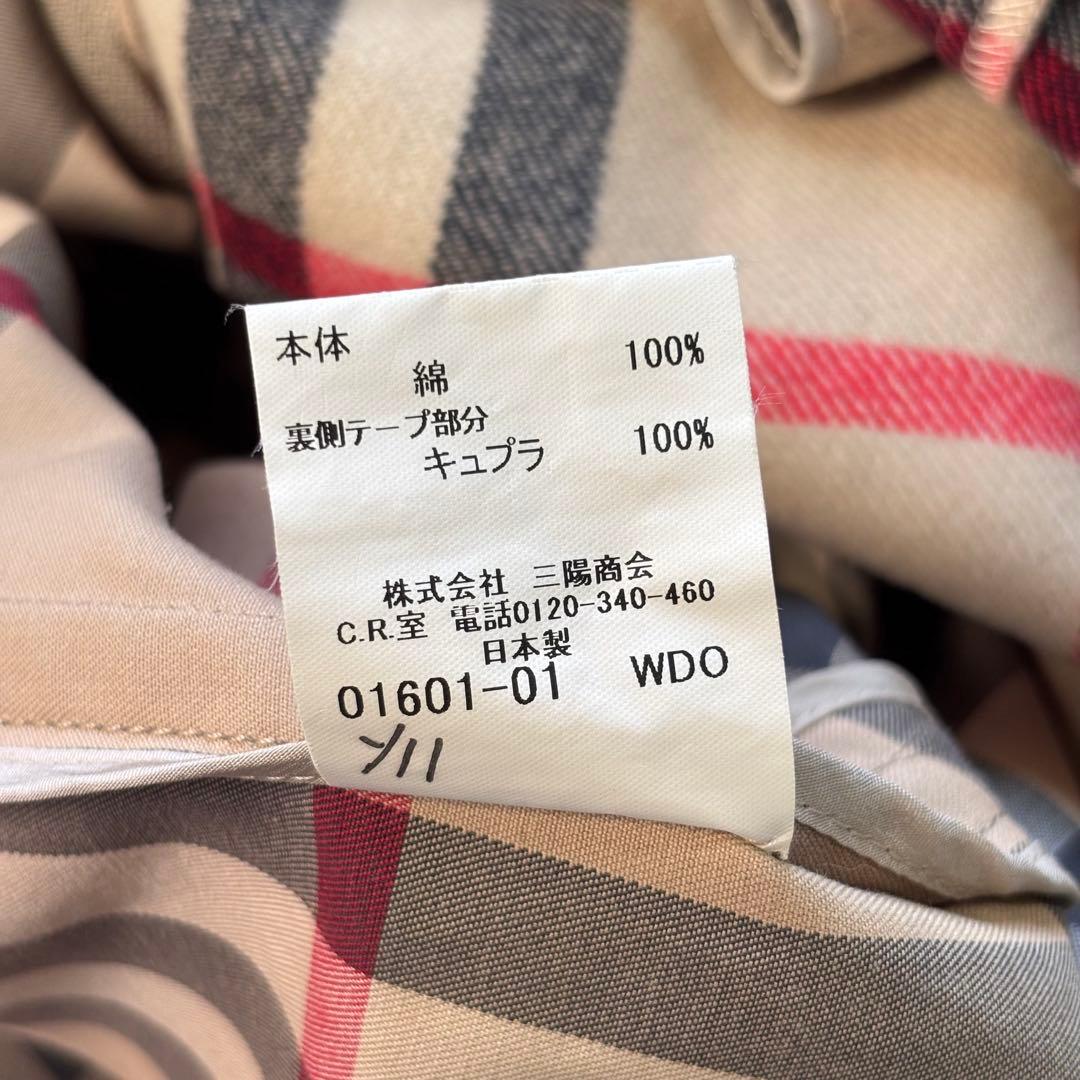 本体
綿 100%
裏側テープ部分
キュプラ 100%
株式会社 三陽商会
C.R.室 電話0120-340-460
日本製
01601-01 WDO